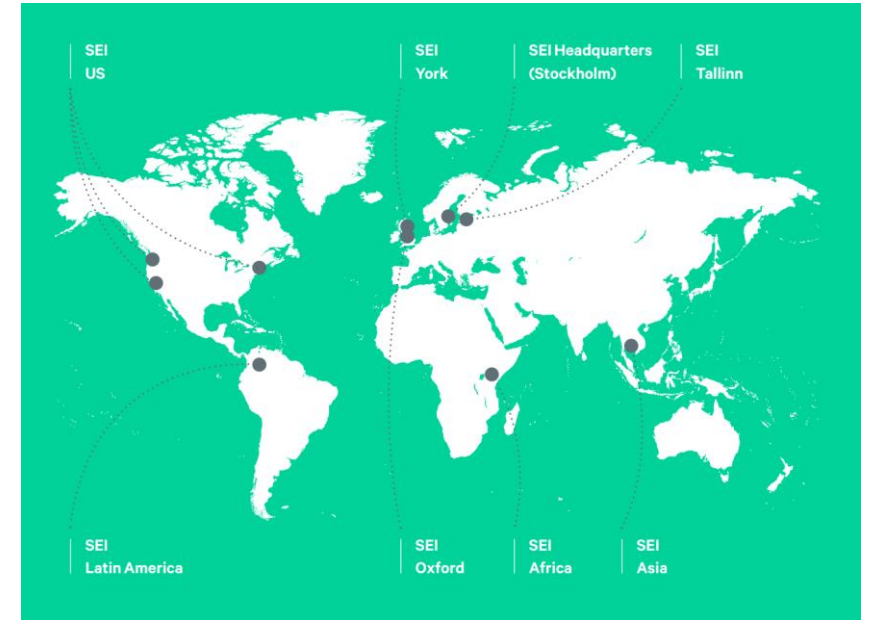 SEI
US
SEI
York
SEI Headquarters
(Stockholm)
SEI
Tallinn
SEI
Latin America
SEI
Oxford
SEI
Africa
SEI
Asia